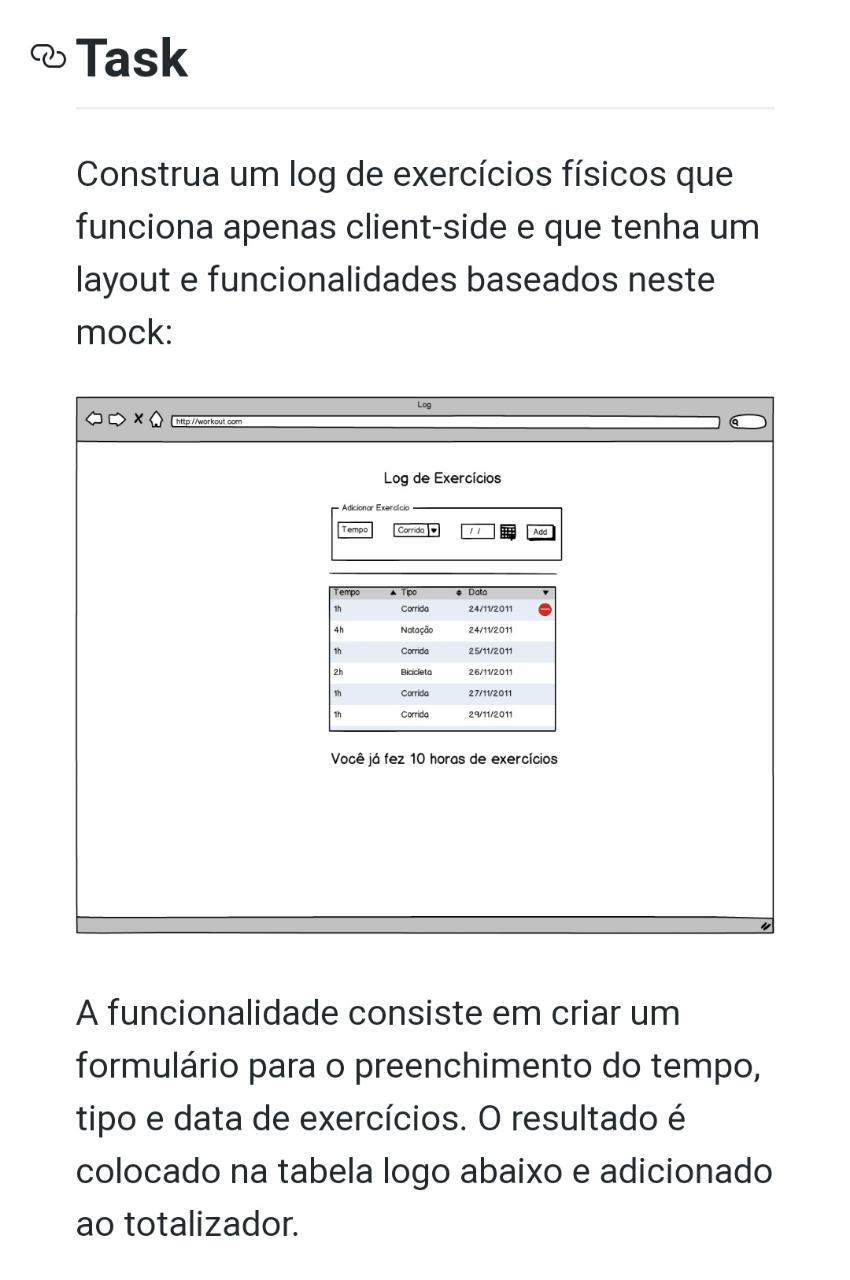 Task
Construa um log de exercícios físicos que
funciona apenas client-side e que tenha um
layout e funcionalidades baseados neste
mock:
Log
http://workout.com
Log de Exercícios
Adicionar Exercício
Tempo Corrida / / Add
Tempo Tipo Data
1h Corrida 24/11/2011
4h Natação 24/11/2011
1h Corrida 25/11/2011
2h Bicicleta 26/11/2011
1h Corrida 27/11/2011
1h Corrida 29/11/2011
Você já fez 10 horas de exercícios
A funcionalidade consiste em criar um
formulário para o preenchimento do tempo,
tipo e data de exercícios. O resultado é
colocado na tabela logo abaixo e adicionado
ao totalizador.